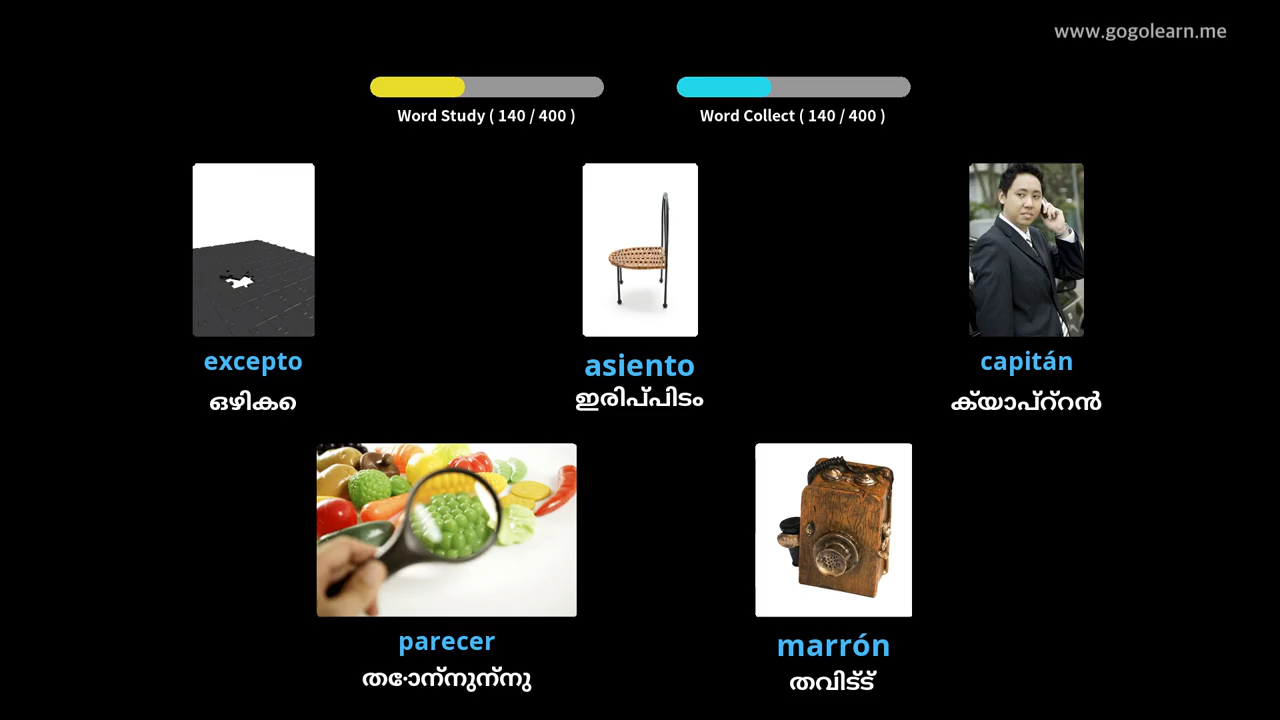 www.gogolearn.me
Word Study ( 140 / 400 )
Word Collect ( 140 / 400 )
excepto
ഒഴികെ
asiento
ഇരിപ്പിടം
capitán
ക്യാപ്റ്റൻ
parecer
തോന്നുന്നു
marrón
തവിട്ട്